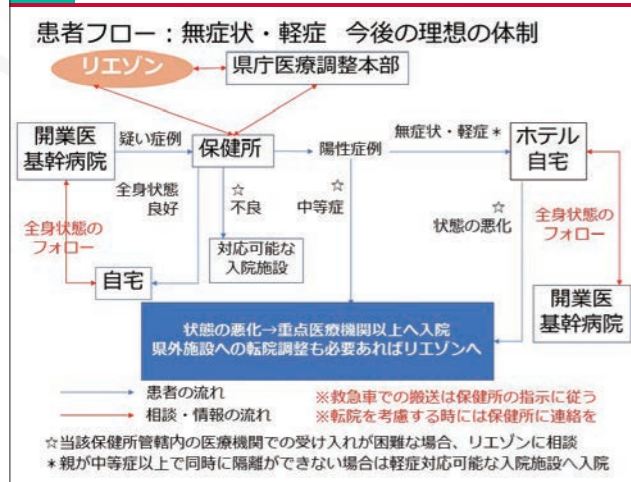 患者フロー：無症状・軽症 今後の理想の体制
リエゾン
県庁医療調整本部
開業医
基幹病院
疑い症例
保健所
陽性症例
無症状・軽症＊
ホテル
自宅
全身状態
良好
☆
不良
☆
中等症
☆
状態の悪化
全身状態の
フォロー
全身状態の
フォロー
対応可能な
入院施設
自宅
開業医
基幹病院
状態の悪化→重点医療機関以上へ入院
県外施設への転院調整も必要あればリエゾンへ
患者の流れ
※救急車での搬送は保健所の指示に従う
相談・情報の流れ
※転院を考慮する時には保健所に連絡を
☆当該保健所管轄内の医療機関での受け入れが困難な場合、リエゾンに相談
＊親が中等症以上で同時に隔離ができない場合は軽症対応可能な入院施設へ入院